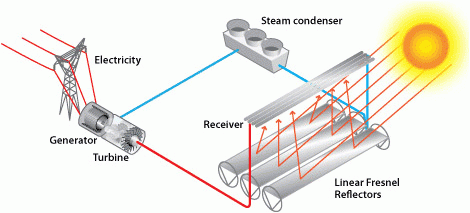 Steam condenser
Electricity
Receiver
Generator
Turbine
Linear Fresnel
Reflectors